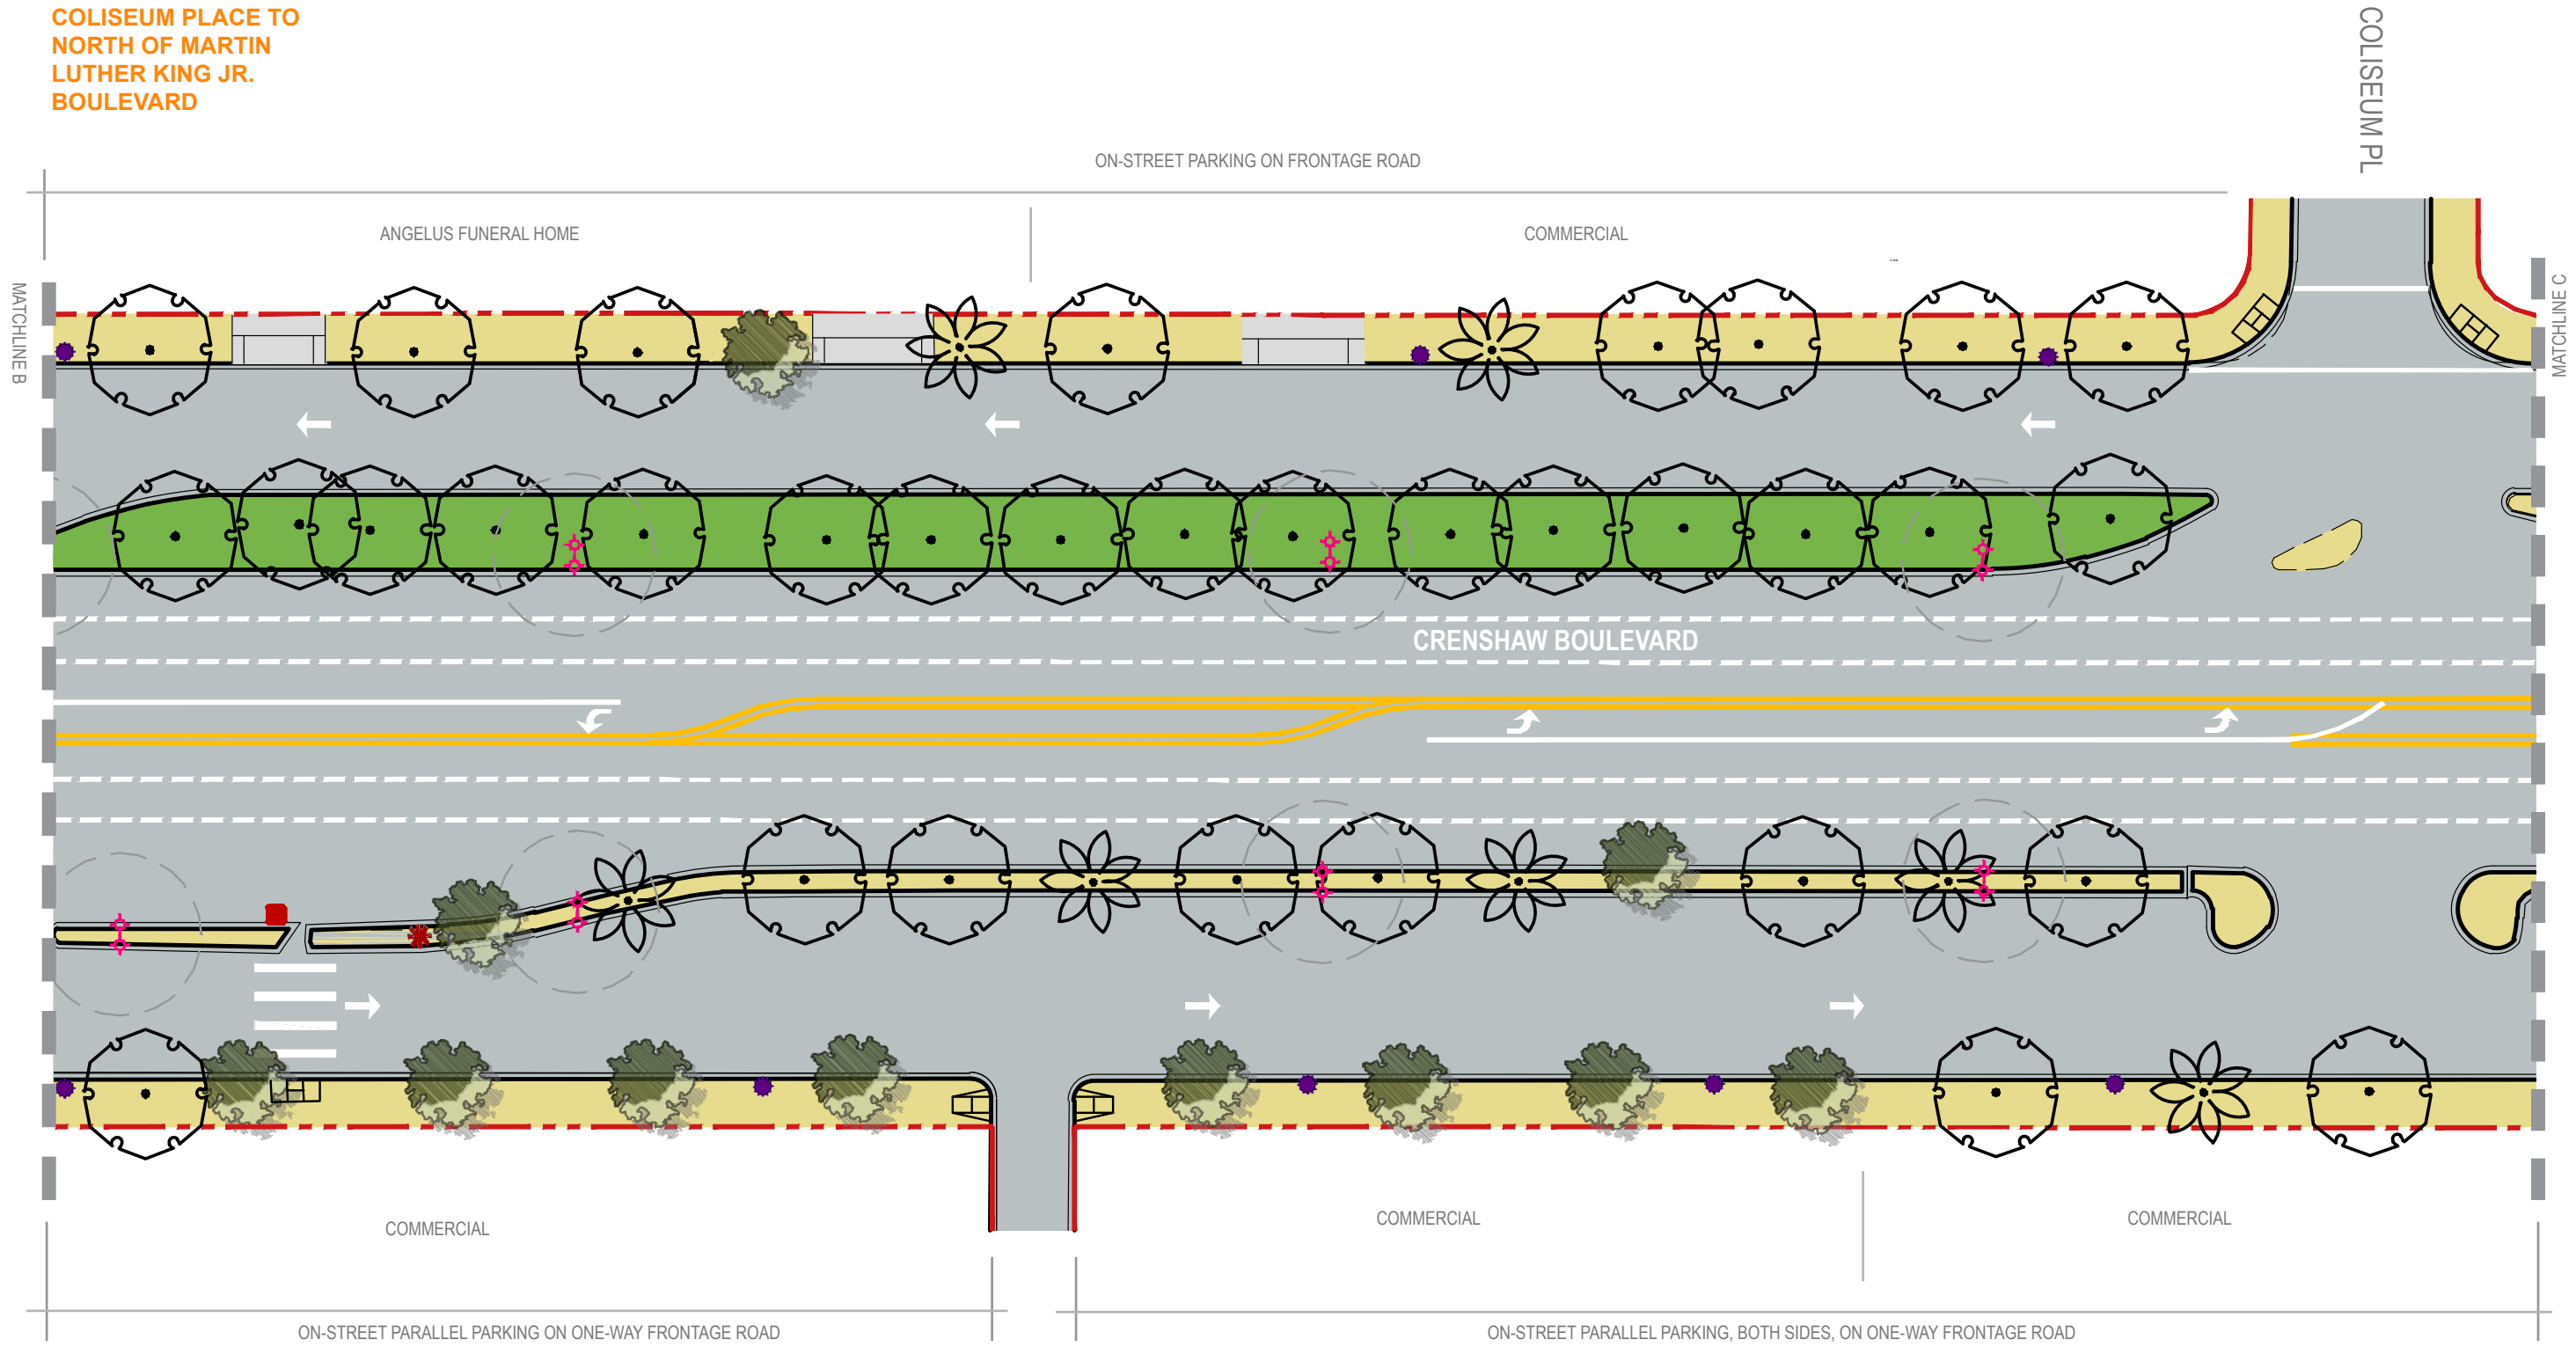 COLISEUM PLACE TO
NORTH OF MARTIN
LUTHER KING JR.
BOULEVARD
COLISEUM PL
ON-STREET PARKING ON FRONTAGE ROAD
ANGELUS FUNERAL HOME
COMMERCIAL
MATCHLINE B
MATCHLINE C
CRENSHAW BOULEVARD
COMMERCIAL
COMMERCIAL
COMMERCIAL
ON-STREET PARALLEL PARKING ON ONE-WAY FRONTAGE ROAD
ON-STREET PARALLEL PARKING, BOTH SIDES, ON ONE-WAY FRONTAGE ROAD